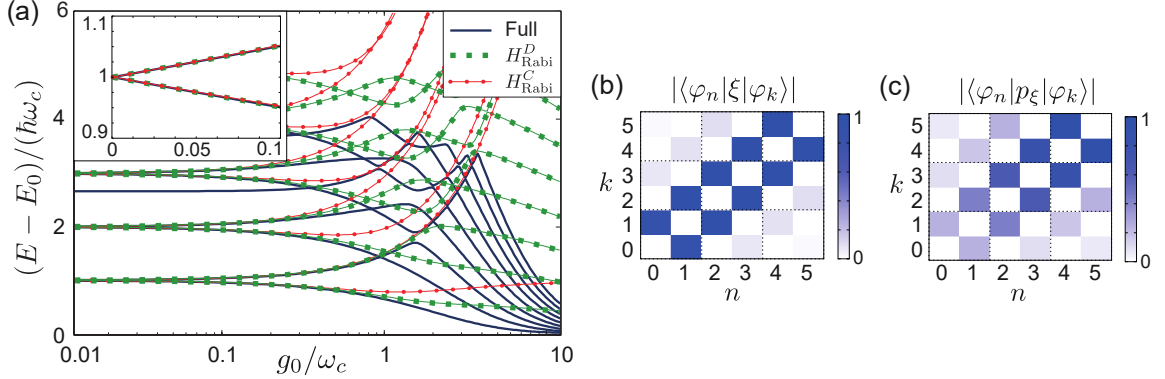 (a)
(E − E₀)/(ħω_c)
6
4
2
0
0.01
0.1
1
10
g₀/ω_c
1.1
1
0.9
0
0.05
0.1
Full
H^D_Rabi
H^C_Rabi
(b)
|⟨φ_n|ξ|φ_k⟩|
k
5
4
3
2
1
0
0 1 2 3 4 5
n
1
0
(c)
|⟨φ_n|p_ξ|φ_k⟩|
k
5
4
3
2
1
0
0 1 2 3 4 5
n
1
0